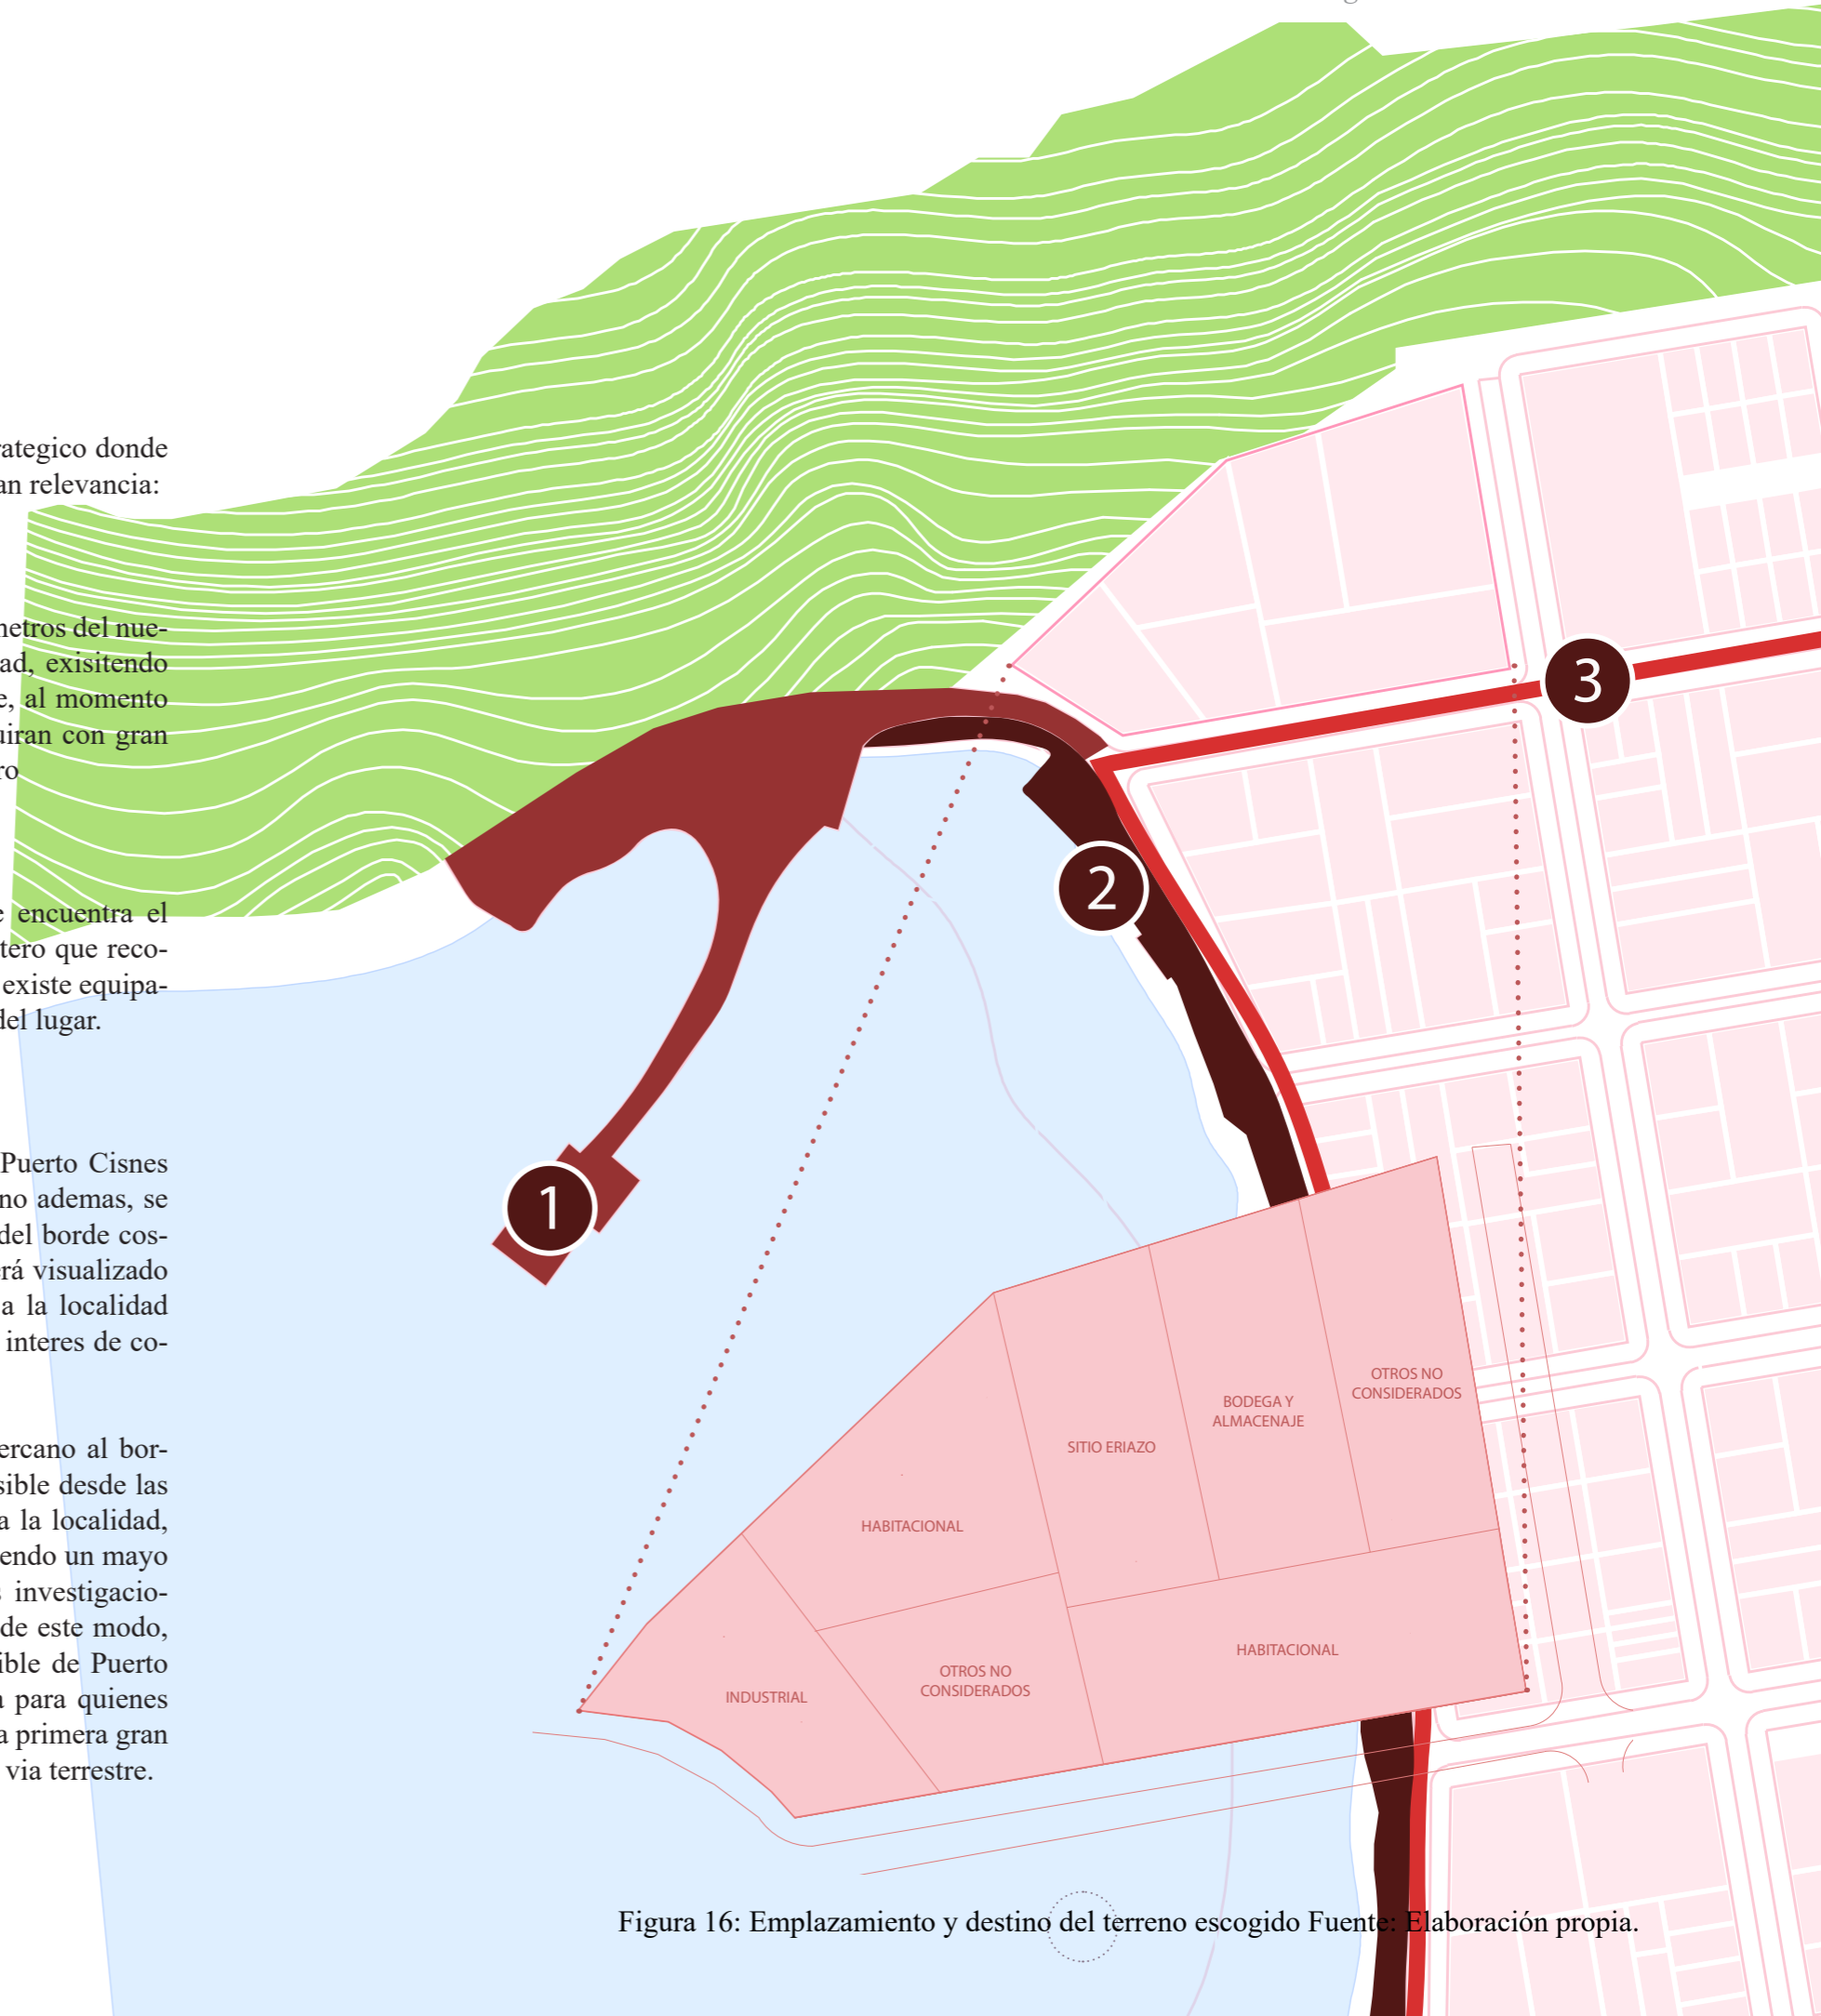 rategico donde
an relevancia:
netros del nue-
ad, exisitendo
e, al momento
uiran con gran
ro
e encuentra el
tero que reco-
existe equipa-
del lugar.
Puerto Cisnes
no ademas, se
del borde cos-
erá visualizado
a la localidad
interes de co-
ercano al bor-
sible desde las
a la localidad,
endo un mayo
s investigacio-
de este modo,
ible de Puerto
a para quienes
a primera gran
via terrestre.
3
2
1
OTROS NO
CONSIDERADOS
BODEGA Y
ALMACENAJE
SITIO ERIAZO
HABITACIONAL
HABITACIONAL
OTROS NO
CONSIDERADOS
INDUSTRIAL
Figura 16: Emplazamiento y destino del terreno escogido Fuente: Elaboración propia.